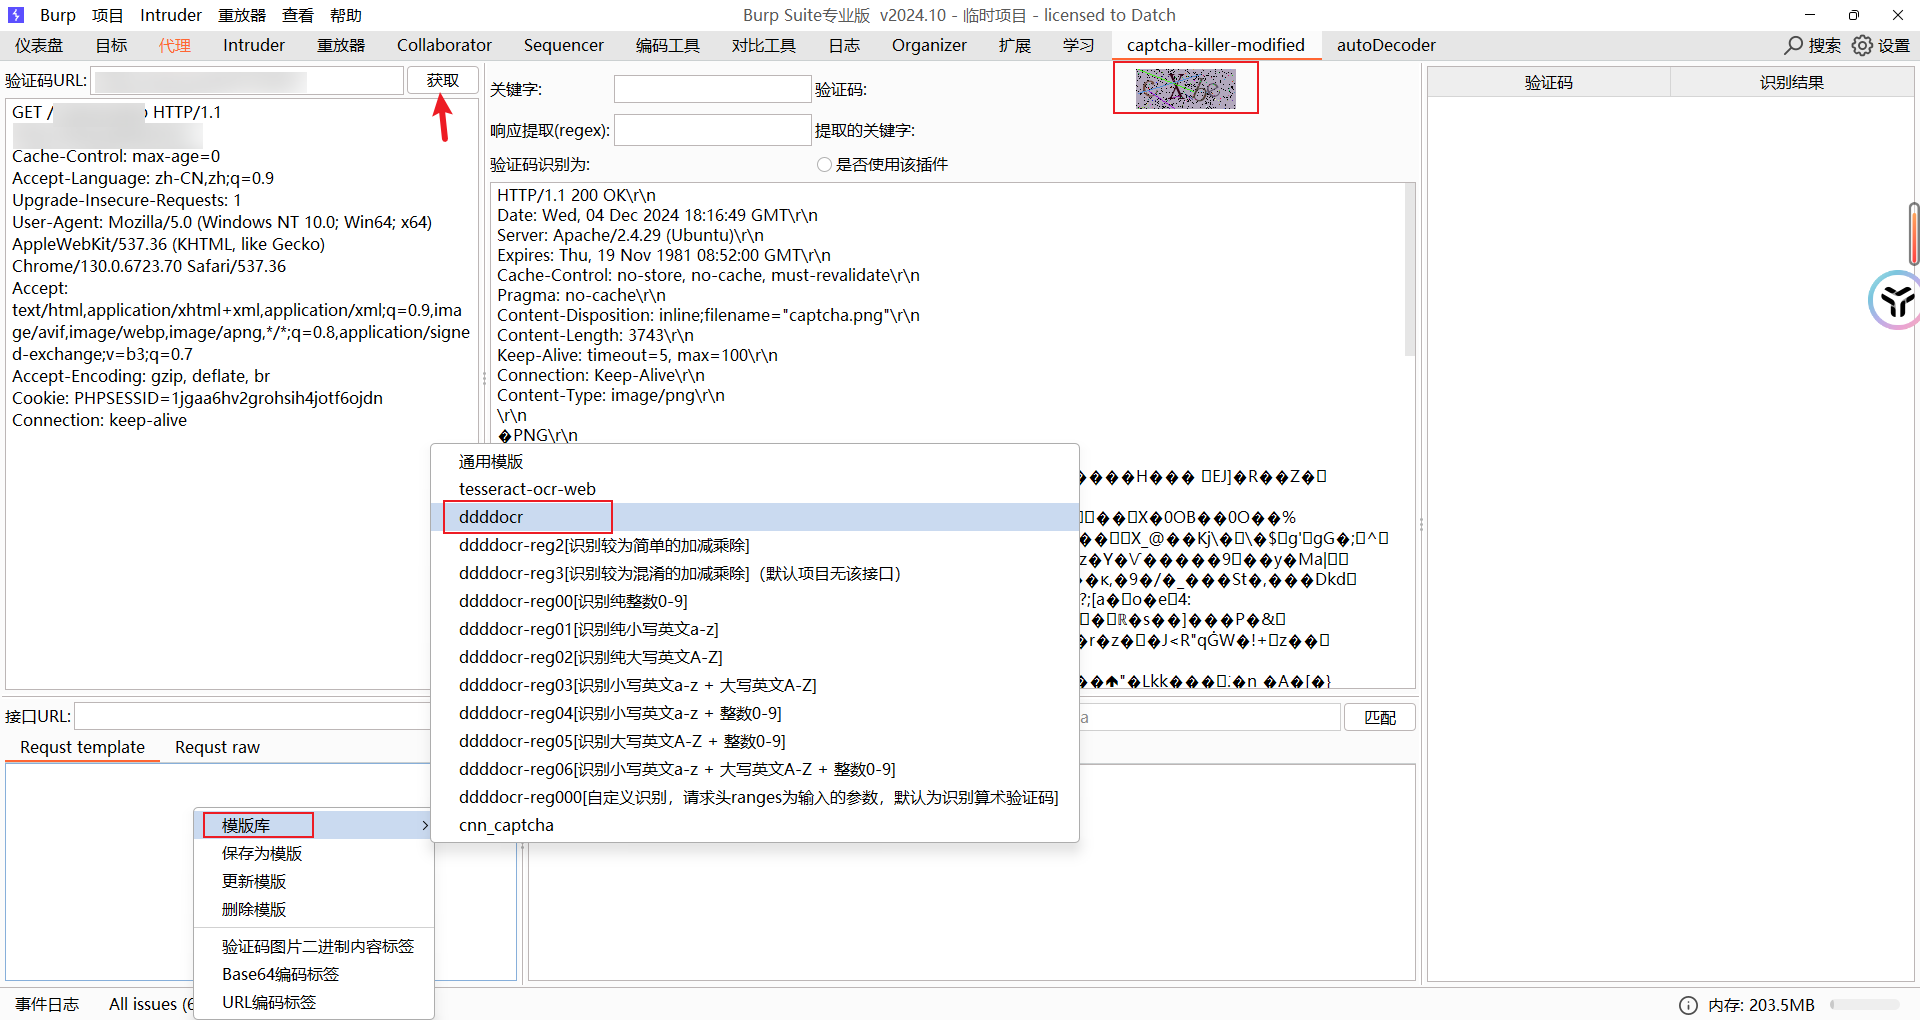 Burp 项目 Intruder 重放器 查看 帮助
Burp Suite专业版 v2024.10 - 临时项目 - licensed to Datch
仪表盘 目标 代理 Intruder 重放器 Collaborator Sequencer 编码工具 对比工具 日志 Organizer 扩展 学习 captcha-killer-modified autoDecoder 搜索 设置
验证码URL: 获取
GET / HTTP/1.1
Cache-Control: max-age=0
Accept-Language: zh-CN,zh;q=0.9
Upgrade-Insecure-Requests: 1
User-Agent: Mozilla/5.0 (Windows NT 10.0; Win64; x64)
AppleWebKit/537.36 (KHTML, like Gecko)
Chrome/130.0.6723.70 Safari/537.36
Accept:
text/html,application/xhtml+xml,application/xml;q=0.9,ima
ge/avif,image/webp,image/apng,*/*;q=0.8,application/signe
d-exchange;v=b3;q=0.7
Accept-Encoding: gzip, deflate, br
Cookie: PHPSESSID=1jgaa6hv2grohsih4jotf6ojdn
Connection: keep-alive
关键字: 验证码:
响应提取(regex): 提取的关键字:
验证码识别为: 是否使用该插件
HTTP/1.1 200 OK\r\n
Date: Wed, 04 Dec 2024 18:16:49 GMT\r\n
Server: Apache/2.4.29 (Ubuntu)\r\n
Expires: Thu, 19 Nov 1981 08:52:00 GMT\r\n
Cache-Control: no-store, no-cache, must-revalidate\r\n
Pragma: no-cache\r\n
Content-Disposition: inline;filename="captcha.png"\r\n
Content-Length: 3743\r\n
Keep-Alive: timeout=5, max=100\r\n
Connection: Keep-Alive\r\n
Content-Type: image/png\r\n
\r\n
�PNG\r\n
验证码 识别结果
接口URL:
匹配
Requst template Requst raw
模版库
保存为模版
更新模版
删除模版
验证码图片二进制内容标签
Base64编码标签
URL编码标签
通用模版
tesseract-ocr-web
ddddocr
ddddocr-reg2[识别较为简单的加减乘除]
ddddocr-reg3[识别较为混淆的加减乘除]（默认项目无该接口）
ddddocr-reg00[识别纯整数0-9]
ddddocr-reg01[识别纯小写英文a-z]
ddddocr-reg02[识别纯大写英文A-Z]
ddddocr-reg03[识别小写英文a-z + 大写英文A-Z]
ddddocr-reg04[识别小写英文a-z + 整数0-9]
ddddocr-reg05[识别大写英文A-Z + 整数0-9]
ddddocr-reg06[识别小写英文a-z + 大写英文A-Z + 整数0-9]
ddddocr-reg000[自定义识别，请求头ranges为输入的参数，默认为识别算术验证码]
cnn_captcha
事件日志 All issues
内存: 203.5MB